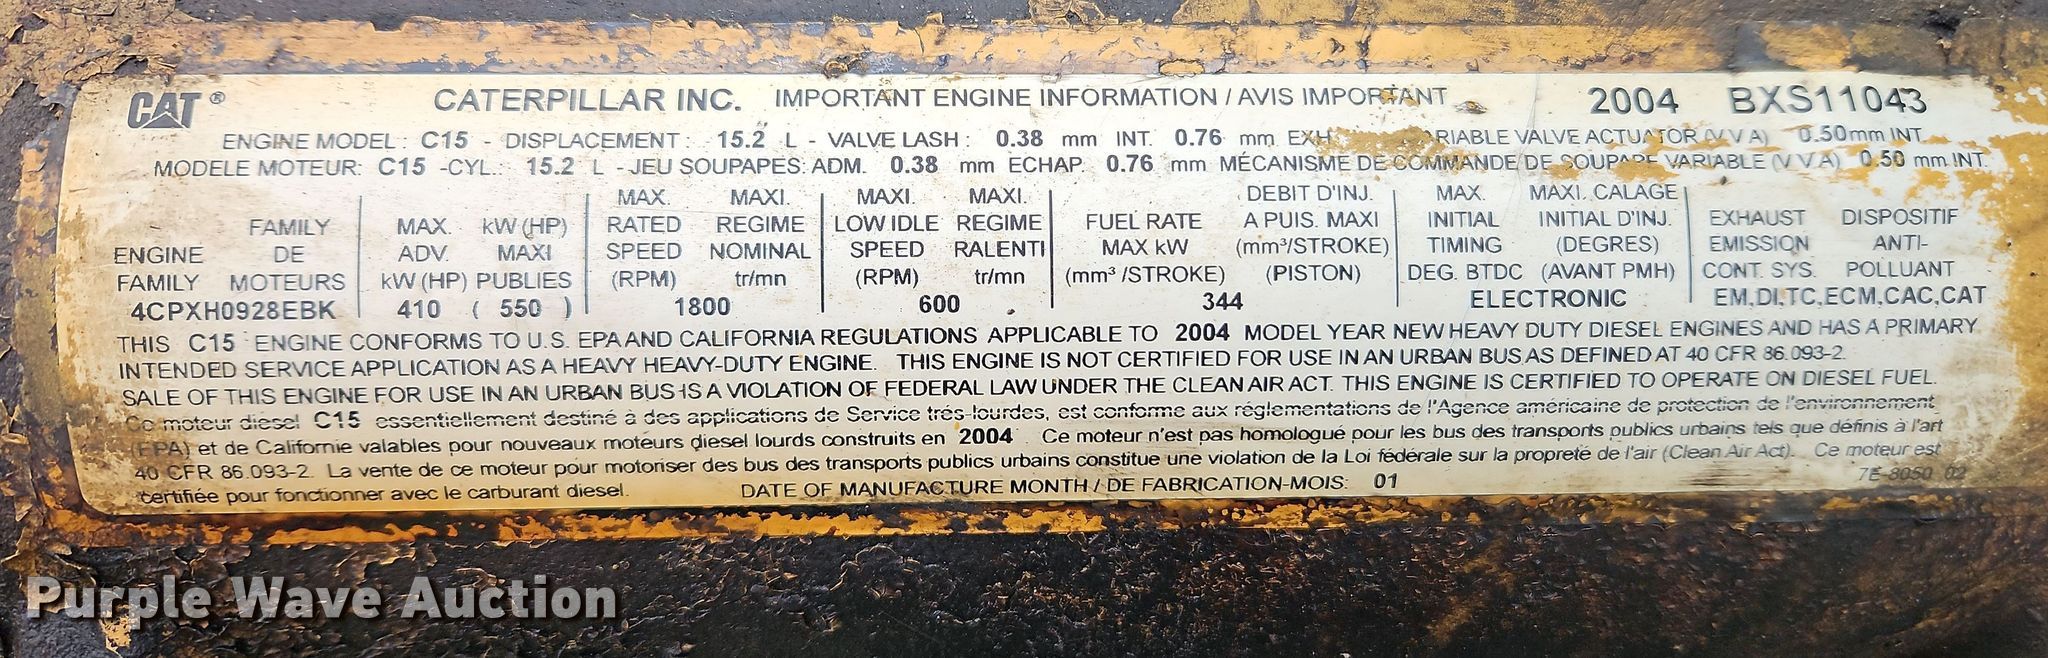 CAT® CATERPILLAR INC. IMPORTANT ENGINE INFORMATION / AVIS IMPORTANT 2004 BXS11043
ENGINE MODEL: C15 - DISPLACEMENT: 15.2 L - VALVE LASH: 0.38 mm INT. 0.76 mm EXH VALVE ACTUATOR (V V A) 0.50mm INT.
MODELE MOTEUR: C15 -CYL.: 15.2 L - JEU SOUPAPES: ADM. 0.38 mm ECHAP. 0.76 mm MÉCANISME DE COMMANDE DE SOUPAPE VARIABLE (V V A) 0.50 mm INT.
MAX. MAXI. MAXI. MAXI. DEBIT D'INJ. MAX. MAXI. CALAGE
FAMILY MAX. kW (HP) RATED REGIME LOW IDLE REGIME FUEL RATE A PUIS. MAXI INITIAL INITIAL D'INJ. EXHAUST DISPOSITIF
ENGINE DE ADV. MAXI SPEED NOMINAL SPEED RALENTI MAX kW (mm³/STROKE) TIMING (DEGRES) EMISSION ANTI-
FAMILY MOTEURS kW (HP) PUBLIES (RPM) tr/mn (RPM) tr/mn (mm³ /STROKE) (PISTON) DEG. BTDC (AVANT PMH) CONT. SYS. POLLUANT
4CPXH0928EBK 410 ( 550 ) 1800 600 344 ELECTRONIC EM,DI,TC,ECM,CAC,CAT
THIS C15 ENGINE CONFORMS TO U.S. EPA AND CALIFORNIA REGULATIONS APPLICABLE TO 2004 MODEL YEAR NEW HEAVY DUTY DIESEL ENGINES AND HAS A PRIMARY
INTENDED SERVICE APPLICATION AS A HEAVY HEAVY-DUTY ENGINE. THIS ENGINE IS NOT CERTIFIED FOR USE IN AN URBAN BUS AS DEFINED AT 40 CFR 86.093-2.
SALE OF THIS ENGINE FOR USE IN AN URBAN BUS IS A VIOLATION OF FEDERAL LAW UNDER THE CLEAN AIR ACT. THIS ENGINE IS CERTIFIED TO OPERATE ON DIESEL FUEL.
Ce moteur diesel C15 essentiellement destiné à des applications de Service trés-lourdes, est conforme aux réglementations de l'Agence américaine de protection de l'environnement
(EPA) et de Californie valables pour nouveaux moteurs diesel lourds construits en 2004 . Ce moteur n'est pas homologué pour les bus des transports publics urbains tels que définis à l'art
40 CFR 86.093-2. La vente de ce moteur pour motoriser des bus des transports publics urbains constitue une violation de la Loi fédérale sur la propreté de l'air (Clean Air Act). Ce moteur est
certifiée pour fonctionner avec le carburant diesel. DATE OF MANUFACTURE MONTH / DE FABRICATION-MOIS: 01 7E-8050 02
Purple Wave Auction